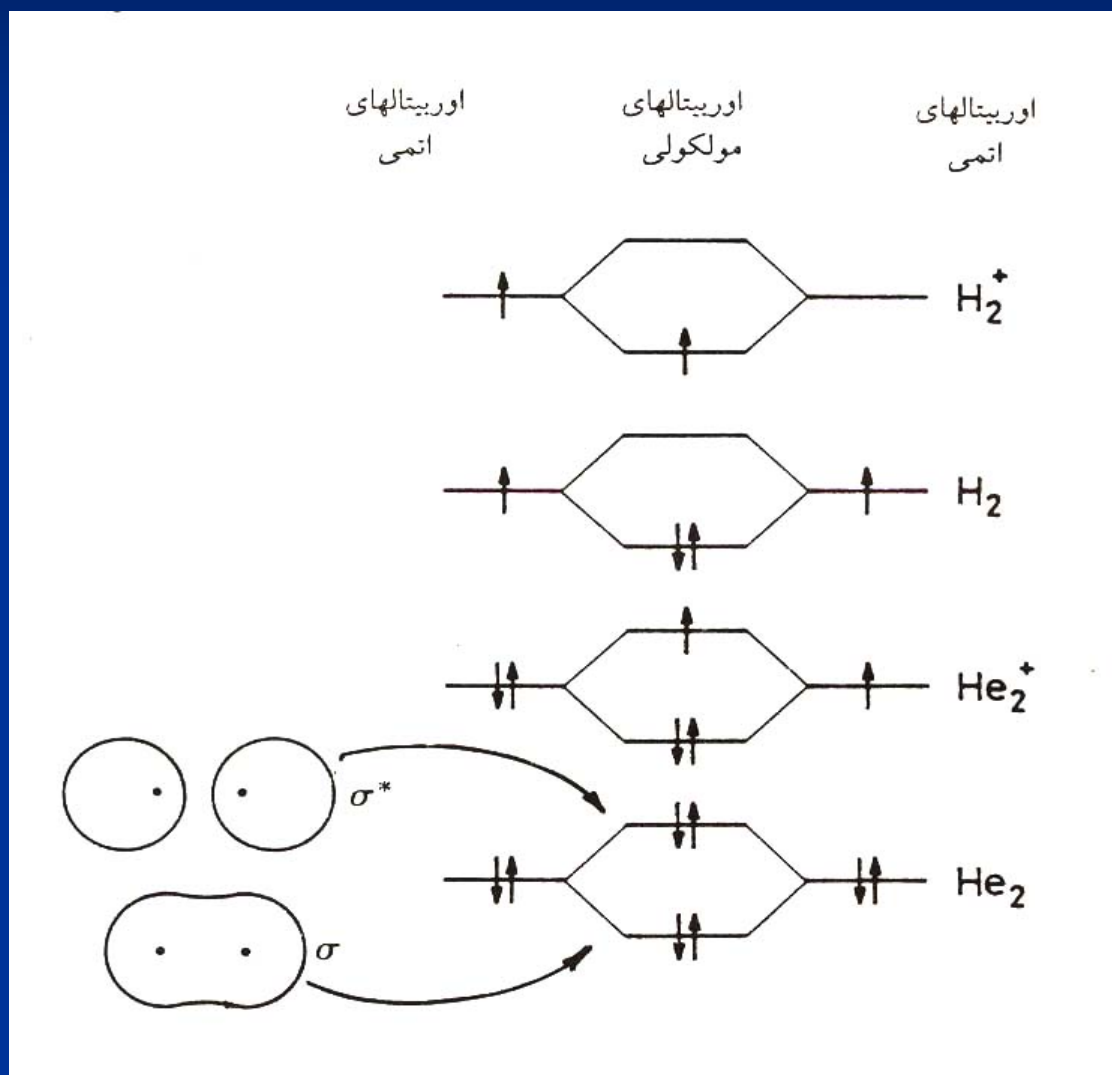 اوربیتالهای
اتمی
اوربیتالهای
مولکولی
اوربیتالهای
اتمی
H₂⁺
H₂
He₂⁺
σ*
He₂
σ